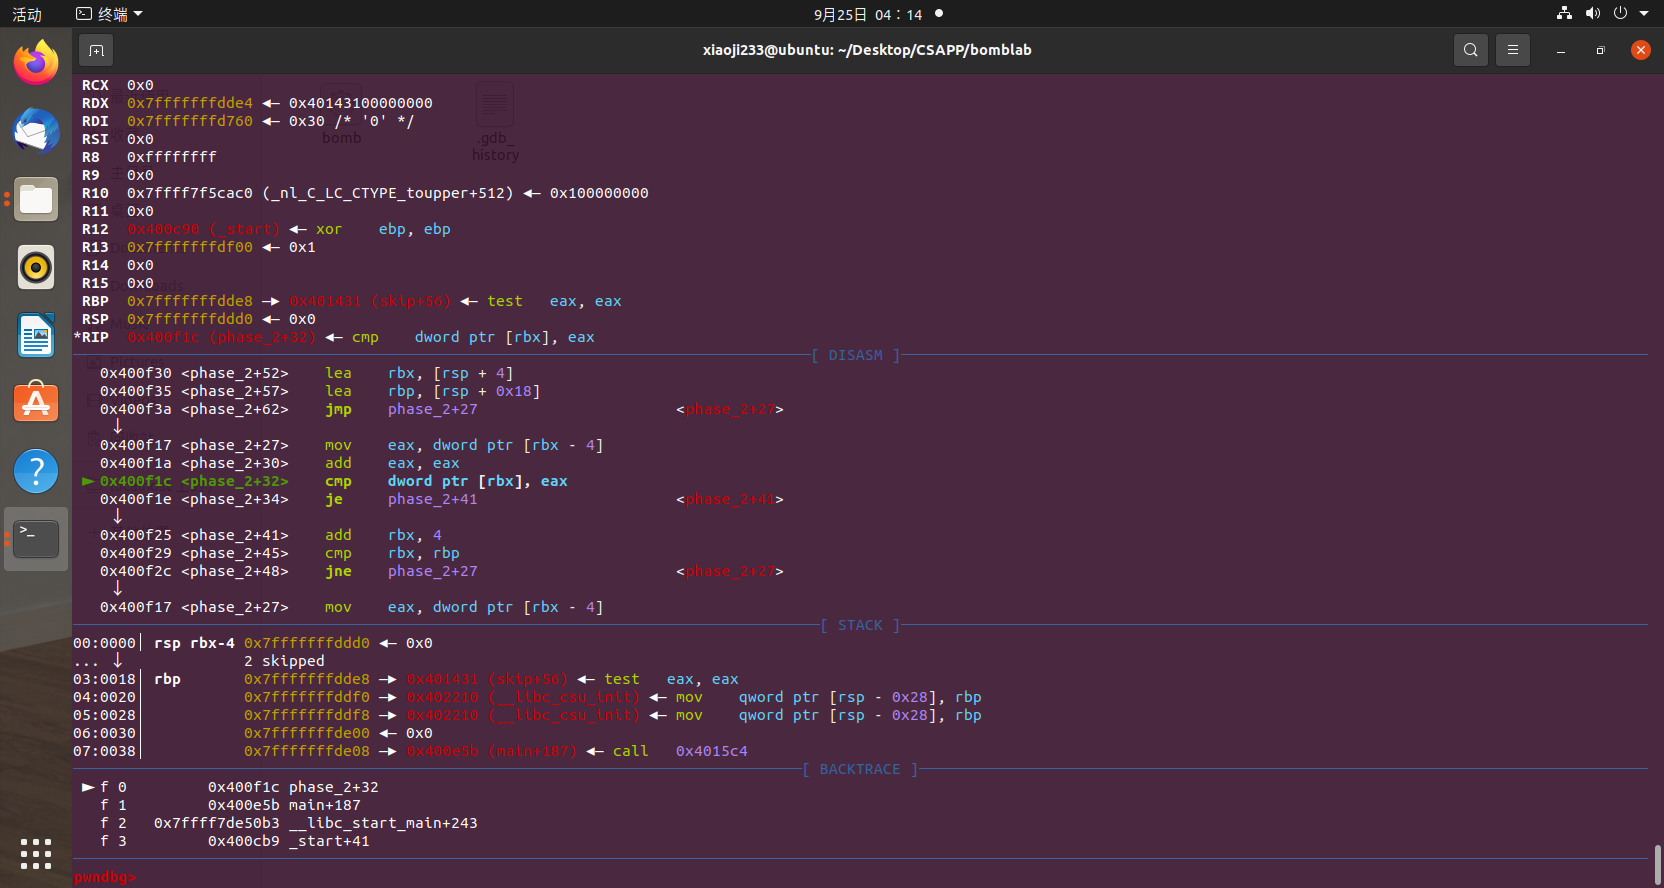 活动 终端 9月25日 04：14
xiaoji233@ubuntu: ~/Desktop/CSAPP/bomblab
RCX 0x0
RDX 0x7fffffffdde4 ◂— 0x40143100000000
RDI 0x7fffffffd760 ◂— 0x30 /* '0' */
RSI 0x0
R8 0xffffffff
R9 0x0
R10 0x7ffff7f5cac0 (_nl_C_LC_CTYPE_toupper+512) ◂— 0x100000000
R11 0x0
R12 0x400c90 (_start) ◂— xor ebp, ebp
R13 0x7fffffffdf00 ◂— 0x1
R14 0x0
R15 0x0
RBP 0x7fffffffdde8 —▸ 0x401431 (skip+56) ◂— test eax, eax
RSP 0x7fffffffddd0 ◂— 0x0
*RIP 0x400f1c (phase_2+32) ◂— cmp dword ptr [rbx], eax
bomb
.gdb_
history
[ DISASM ]
0x400f30 <phase_2+52> lea rbx, [rsp + 4]
0x400f35 <phase_2+57> lea rbp, [rsp + 0x18]
0x400f3a <phase_2+62> jmp phase_2+27 <phase_2+27>
↓
0x400f17 <phase_2+27> mov eax, dword ptr [rbx - 4]
0x400f1a <phase_2+30> add eax, eax
► 0x400f1c <phase_2+32> cmp dword ptr [rbx], eax
0x400f1e <phase_2+34> je phase_2+41 <phase_2+41>
↓
0x400f25 <phase_2+41> add rbx, 4
0x400f29 <phase_2+45> cmp rbx, rbp
0x400f2c <phase_2+48> jne phase_2+27 <phase_2+27>
↓
0x400f17 <phase_2+27> mov eax, dword ptr [rbx - 4]
[ STACK ]
00:0000│ rsp rbx-4 0x7fffffffddd0 ◂— 0x0
... ↓ 2 skipped
03:0018│ rbp 0x7fffffffdde8 —▸ 0x401431 (skip+56) ◂— test eax, eax
04:0020│ 0x7fffffffddf0 —▸ 0x402210 (__libc_csu_init) ◂— mov qword ptr [rsp - 0x28], rbp
05:0028│ 0x7fffffffddf8 —▸ 0x402210 (__libc_csu_init) ◂— mov qword ptr [rsp - 0x28], rbp
06:0030│ 0x7fffffffde00 ◂— 0x0
07:0038│ 0x7fffffffde08 —▸ 0x400e5b (main+187) ◂— call 0x4015c4
[ BACKTRACE ]
► f 0 0x400f1c phase_2+32
f 1 0x400e5b main+187
f 2 0x7ffff7de50b3 __libc_start_main+243
f 3 0x400cb9 _start+41
pwndbg>